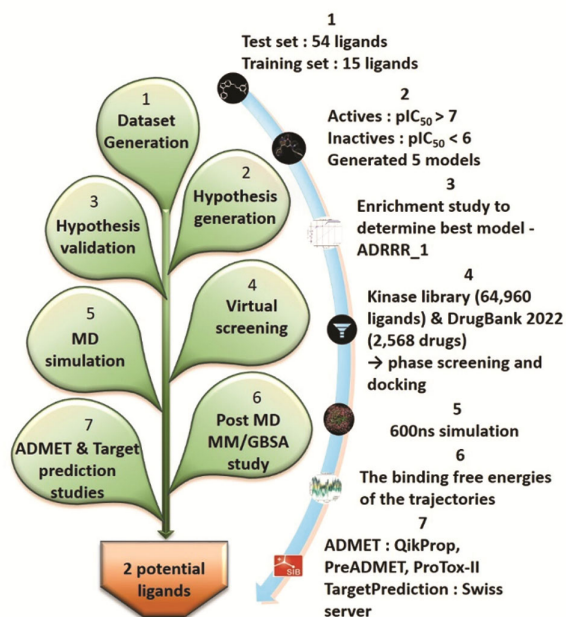 1
Dataset
Generation
2
Hypothesis
generation
3
Hypothesis
validation
4
Virtual
screening
5
MD
simulation
6
Post MD
MM/GBSA
study
7
ADMET & Target
prediction
studies
2 potential
ligands
1
Test set : 54 ligands
Training set : 15 ligands
2
Actives : pIC50 > 7
Inactives : pIC50 < 6
Generated 5 models
3
Enrichment study to
determine best model -
ADRRR_1
4
Kinase library (64,960
ligands) & DrugBank 2022
(2,568 drugs)
→ phase screening and
docking
5
600ns simulation
6
The binding free energies
of the trajectories
7
ADMET : QikProp,
PreADMET, ProTox-II
TargetPrediction : Swiss
server
SIB